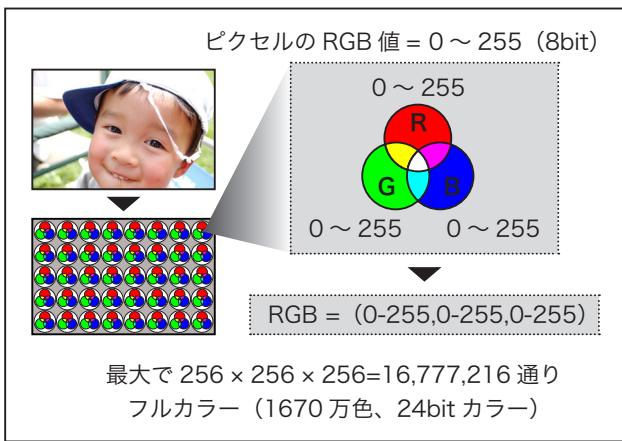 ピクセルの RGB 値 = 0 ～ 255（8bit）
0 ～ 255
R
G
B
0 ～ 255
0 ～ 255
RGB =（0-255,0-255,0-255）
最大で 256 × 256 × 256=16,777,216 通り
フルカラー（1670 万色、24bit カラー）